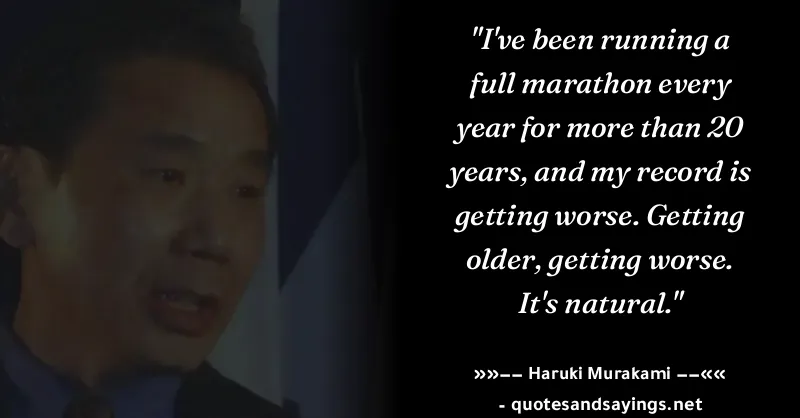 "I've been running a
full marathon every
year for more than 20
years, and my record is
getting worse. Getting
older, getting worse.
It's natural."
»»−− Haruki Murakami −−««
- quotesandsayings.net